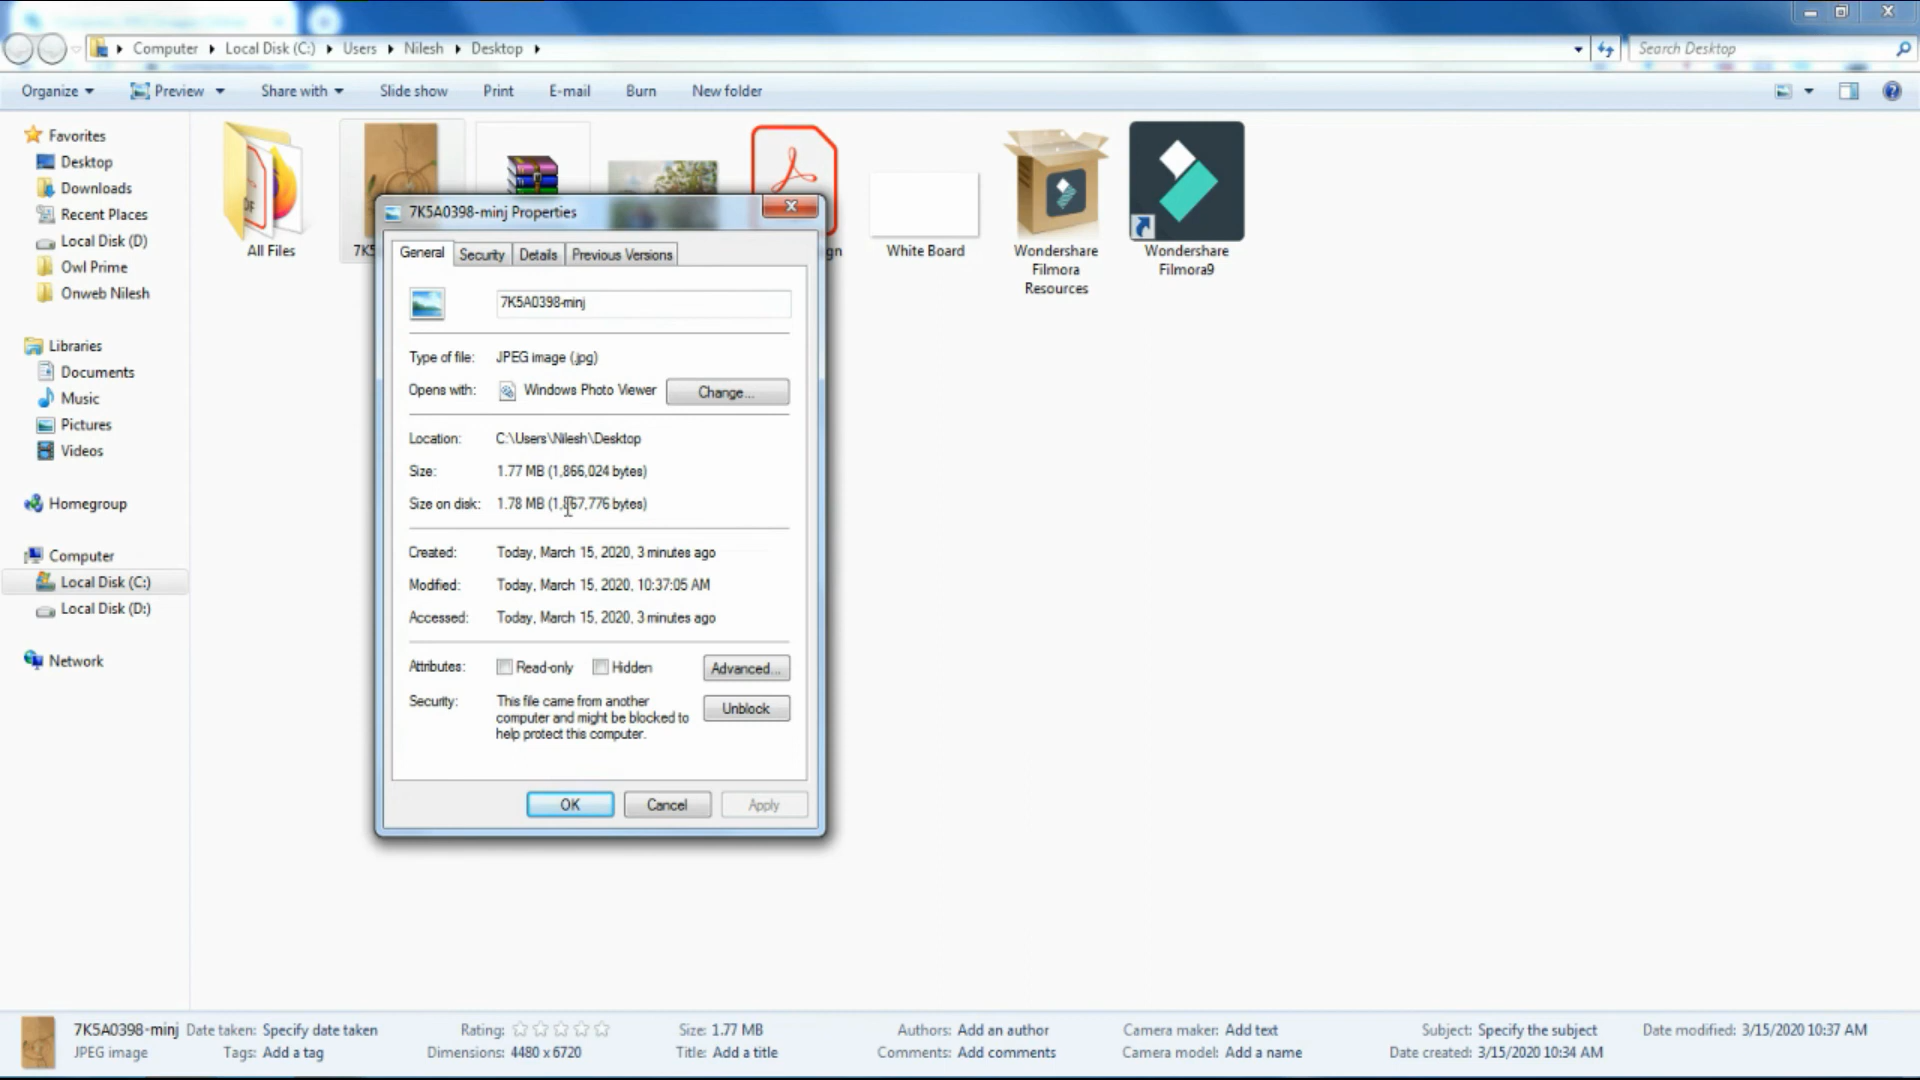 Computer Local Disk (C:) Users Nilesh Desktop
Search Desktop
Organize Preview Share with Slide show Print E-mail Burn New folder
Favorites
Desktop
Downloads
Recent Places
Local Disk (D)
Owl Prime
Onweb Nilesh
Libraries
Documents
Music
Pictures
Videos
Homegroup
Computer
Local Disk (C:)
Local Disk (D:)
Network
All Files
7K5
gn
White Board
Wondershare
Filmora
Resources
Wondershare
Filmora9
7K5A0398-minj Properties
General Security Details Previous Versions
7K5A0398-minj
Type of file: JPEG image (.jpg)
Opens with: Windows Photo Viewer Change...
Location: C:\Users\Nilesh\Desktop
Size: 1.77 MB (1,866,024 bytes)
Size on disk: 1.78 MB (1,867,776 bytes)
Created: Today, March 15, 2020, 3 minutes ago
Modified: Today, March 15, 2020, 10:37:05 AM
Accessed: Today, March 15, 2020, 3 minutes ago
Attributes: Read-only Hidden Advanced...
Security: This file came from another
computer and might be blocked to
help protect this computer.
Unblock
OK Cancel Apply
7K5A0398-minj Date taken: Specify date taken Rating: Size: 1.77 MB Authors: Add an author Camera maker: Add text Subject: Specify the subject Date modified: 3/15/2020 10:37 AM
JPEG image Tags: Add a tag Dimensions: 4480 x 6720 Title: Add a title Comments: Add comments Camera model: Add a name Date created: 3/15/2020 10:34 AM